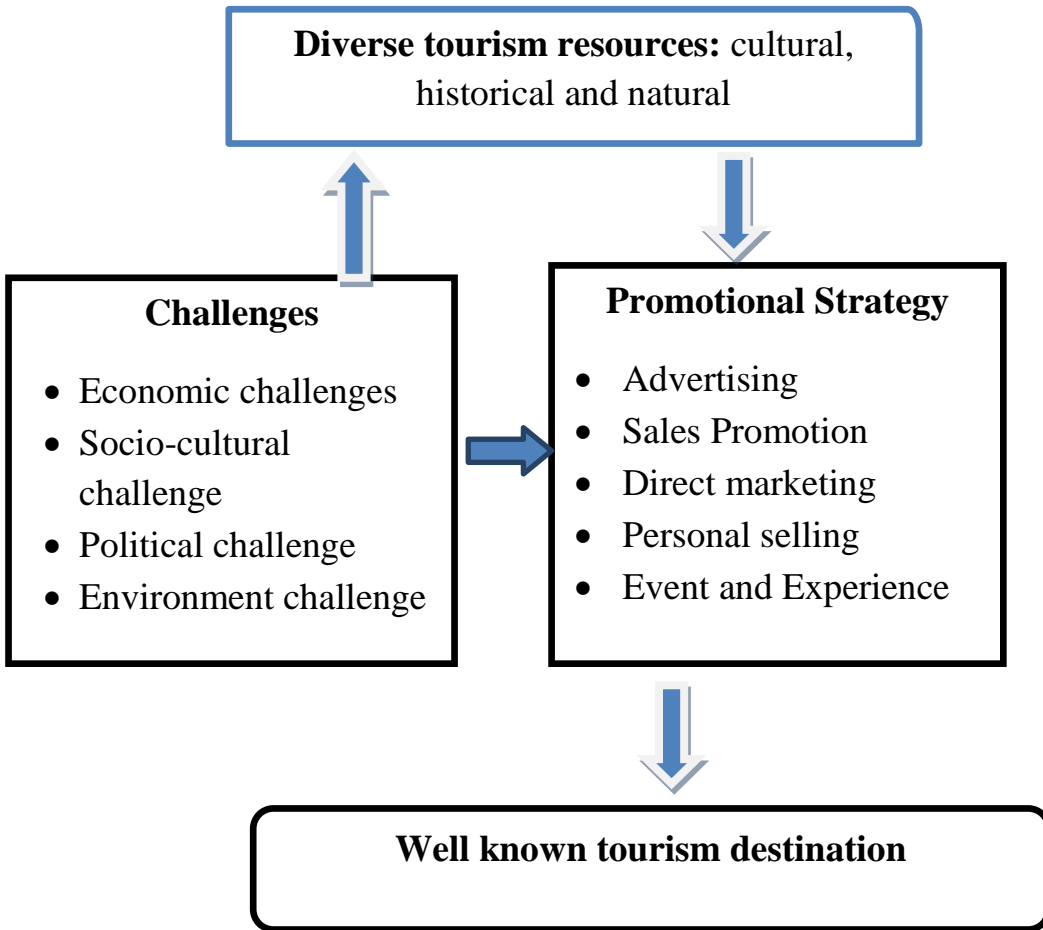 Diverse tourism resources: cultural,
historical and natural
Challenges
• Economic challenges
• Socio-cultural
challenge
• Political challenge
• Environment challenge
Promotional Strategy
• Advertising
• Sales Promotion
• Direct marketing
• Personal selling
• Event and Experience
Well known tourism destination